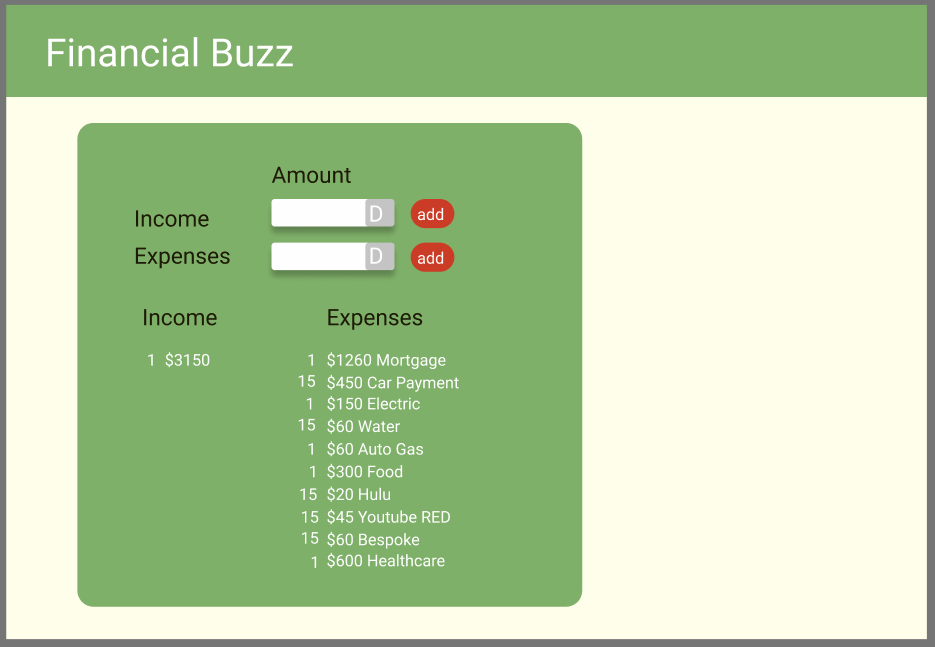 Financial Buzz
Amount
Income D add
Expenses D add
Income Expenses
1 $3150 1 $1260 Mortgage
15 $450 Car Payment
1 $150 Electric
15 $60 Water
1 $60 Auto Gas
1 $300 Food
15 $20 Hulu
15 $45 Youtube RED
15 $60 Bespoke
1 $600 Healthcare